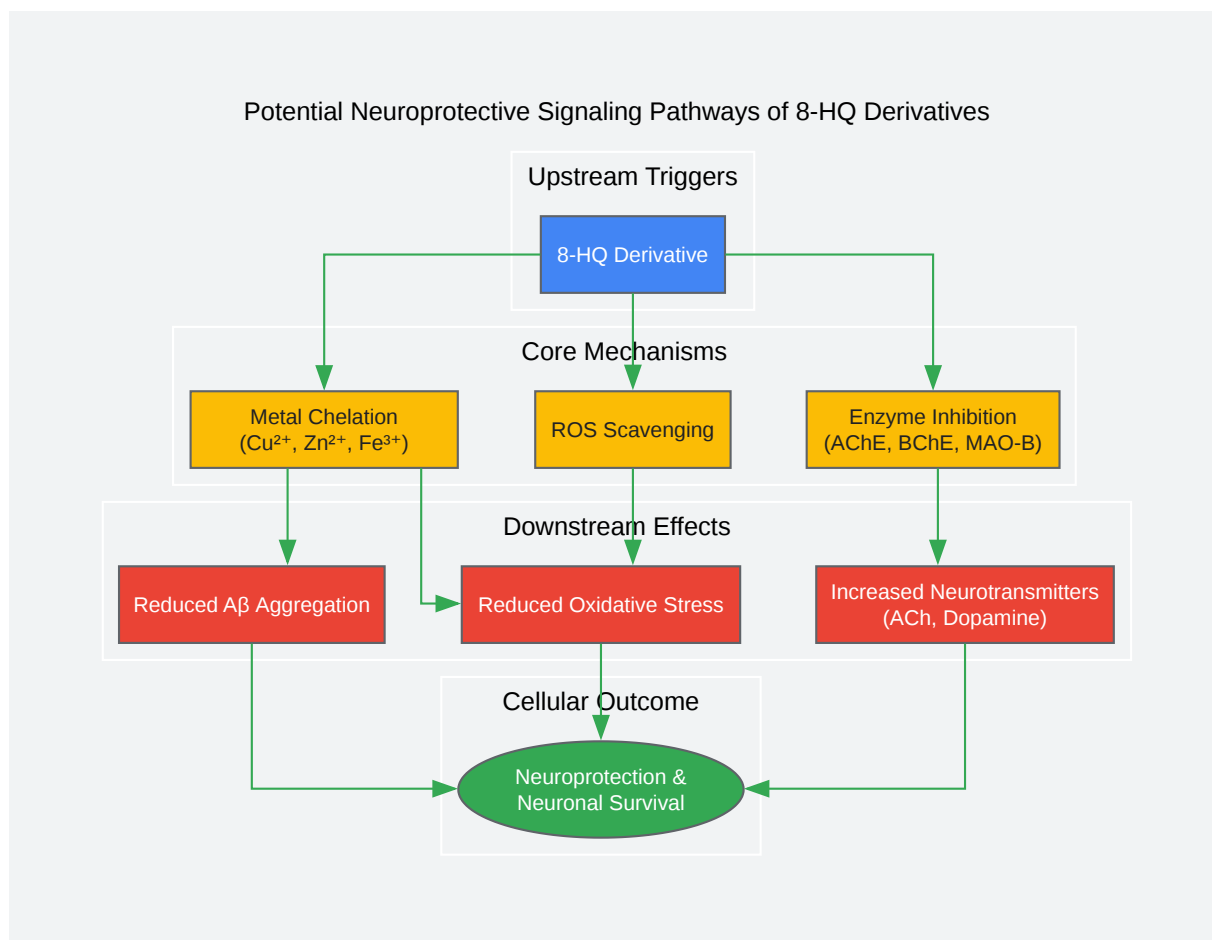 Potential Neuroprotective Signaling Pathways of 8-HQ Derivatives
Upstream Triggers
8-HQ Derivative
Core Mechanisms
Metal Chelation
(Cu²⁺, Zn²⁺, Fe³⁺)
ROS Scavenging
Enzyme Inhibition
(AChE, BChE, MAO-B)
Downstream Effects
Reduced Aβ Aggregation
Reduced Oxidative Stress
Increased Neurotransmitters
(ACh, Dopamine)
Cellular Outcome
Neuroprotection &
Neuronal Survival